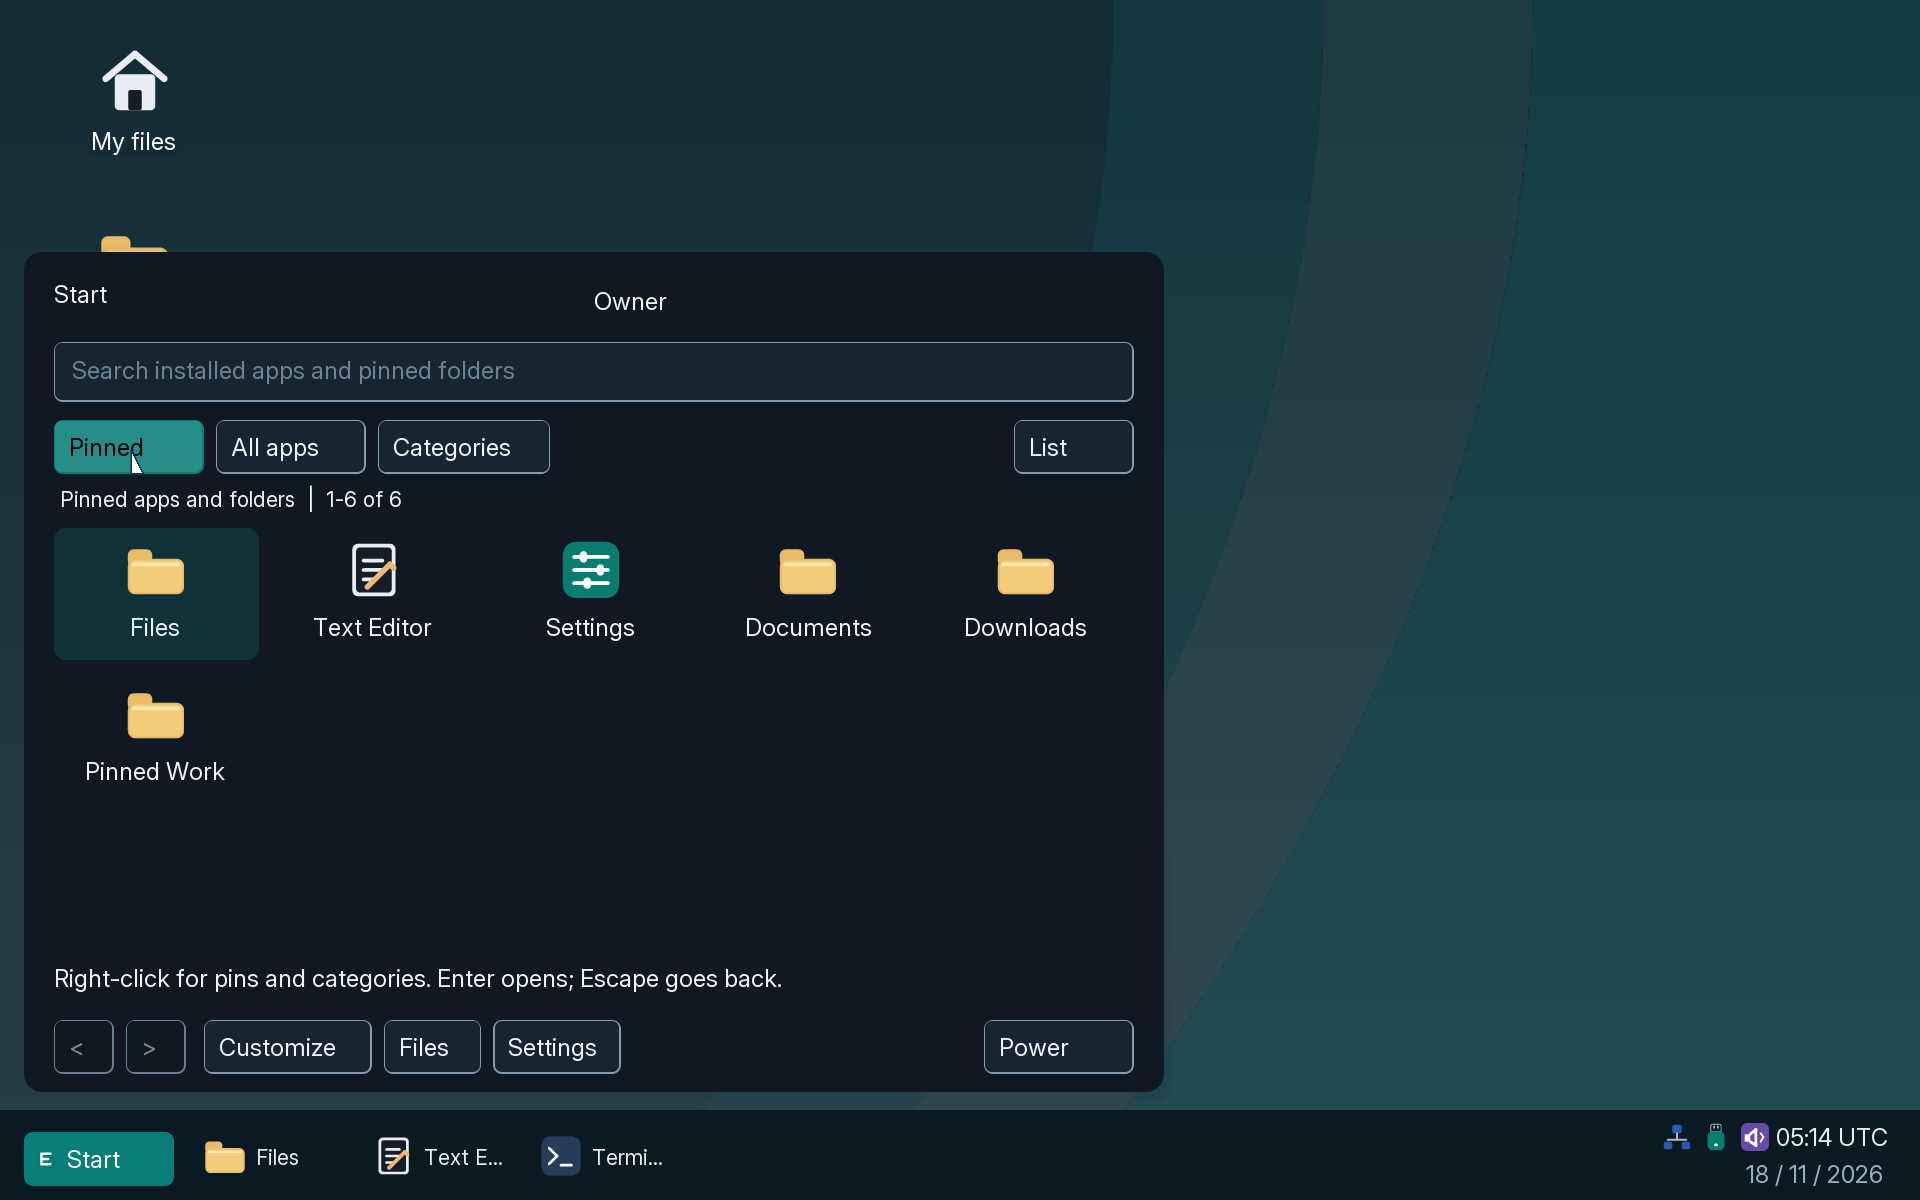 My files
Start
Owner
Search installed apps and pinned folders
Pinned
All apps
Categories
List
Pinned apps and folders | 1-6 of 6
Files
Text Editor
Settings
Documents
Downloads
Pinned Work
Right-click for pins and categories. Enter opens; Escape goes back.
<
>
Customize
Files
Settings
Power
E Start
Files
Text E...
Termi...
05:14 UTC
18 / 11 / 2026